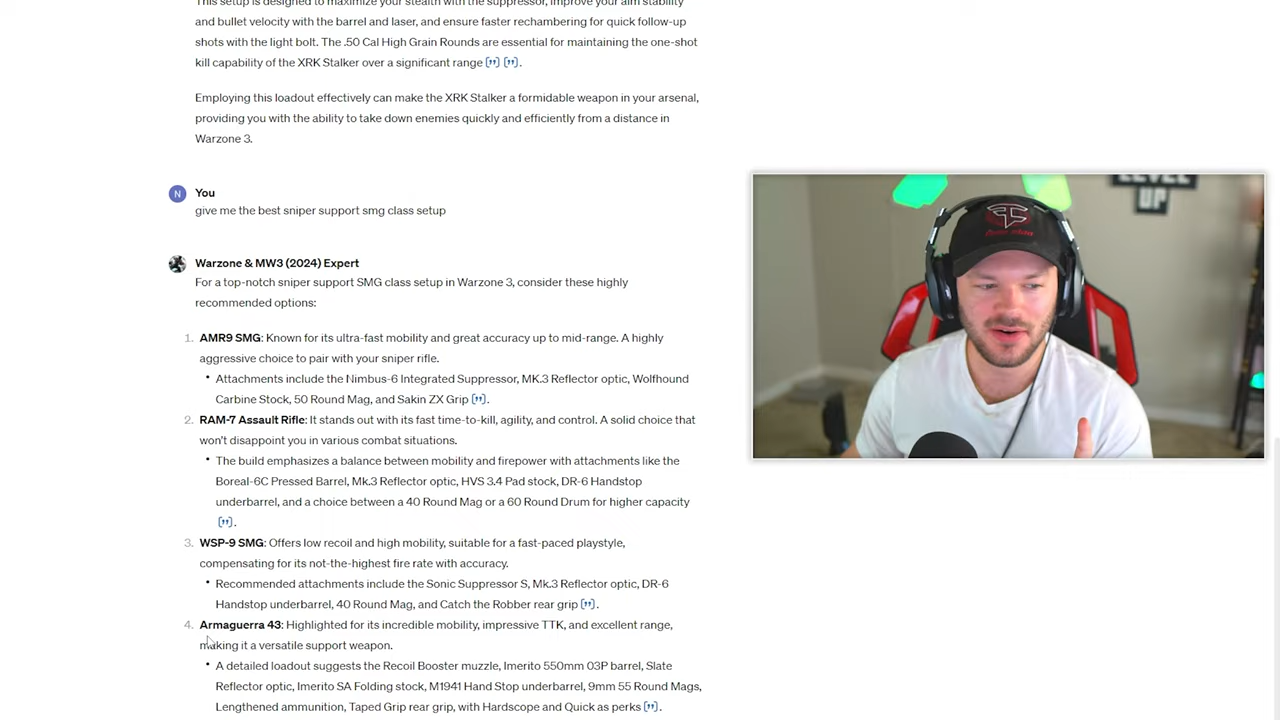 This setup is designed to maximize your stealth with the suppressor, improve your aim stability
and bullet velocity with the barrel and laser, and ensure faster rechambering for quick follow-up
shots with the light bolt. The .50 Cal High Grain Rounds are essential for maintaining the one-shot
kill capability of the XRK Stalker over a significant range ["] ["].
Employing this loadout effectively can make the XRK Stalker a formidable weapon in your arsenal,
providing you with the ability to take down enemies quickly and efficiently from a distance in
Warzone 3.
N You
give me the best sniper support smg class setup
Warzone & MW3 (2024) Expert
For a top-notch sniper support SMG class setup in Warzone 3, consider these highly
recommended options:
1. AMR9 SMG: Known for its ultra-fast mobility and great accuracy up to mid-range. A highly
aggressive choice to pair with your sniper rifle.
• Attachments include the Nimbus-6 Integrated Suppressor, MK.3 Reflector optic, Wolfhound
Carbine Stock, 50 Round Mag, and Sakin ZX Grip ["].
2. RAM-7 Assault Rifle: It stands out with its fast time-to-kill, agility, and control. A solid choice that
won't disappoint you in various combat situations.
• The build emphasizes a balance between mobility and firepower with attachments like the
Boreal-6C Pressed Barrel, Mk.3 Reflector optic, HVS 3.4 Pad stock, DR-6 Handstop
underbarrel, and a choice between a 40 Round Mag or a 60 Round Drum for higher capacity
["].
3. WSP-9 SMG: Offers low recoil and high mobility, suitable for a fast-paced playstyle,
compensating for its not-the-highest fire rate with accuracy.
• Recommended attachments include the Sonic Suppressor S, Mk.3 Reflector optic, DR-6
Handstop underbarrel, 40 Round Mag, and Catch the Robber rear grip ["].
4. Armaguerra 43: Highlighted for its incredible mobility, impressive TTK, and excellent range,
making it a versatile support weapon.
• A detailed loadout suggests the Recoil Booster muzzle, Imerito 550mm 03P barrel, Slate
Reflector optic, Imerito SA Folding stock, M1941 Hand Stop underbarrel, 9mm 55 Round Mags,
Lengthened ammunition, Taped Grip rear grip, with Hardscope and Quick as perks ["].
LEVEL
UP